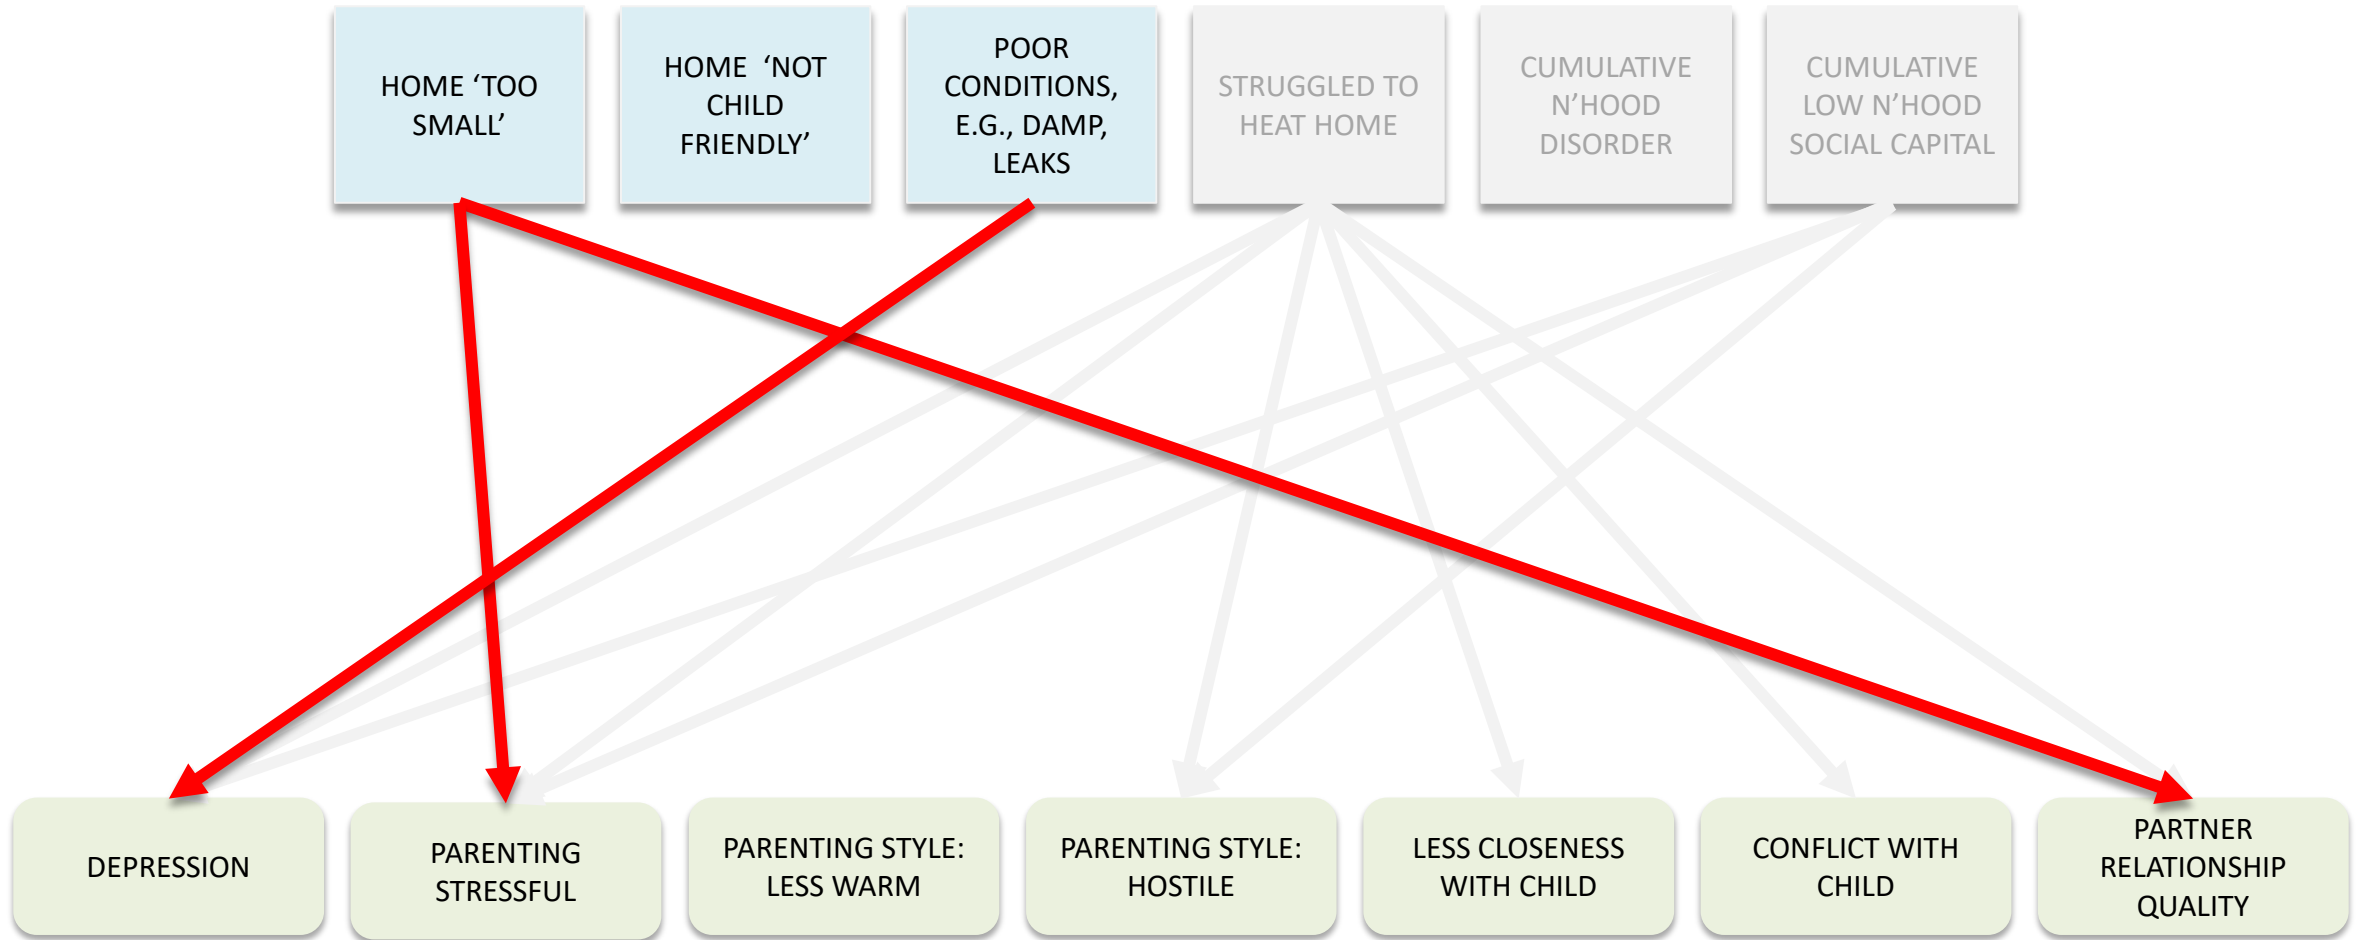 HOME ‘TOO
SMALL’
HOME ‘NOT
CHILD
FRIENDLY’
POOR
CONDITIONS,
E.G., DAMP,
LEAKS
STRUGGLED TO
HEAT HOME
CUMULATIVE
N’HOOD
DISORDER
CUMULATIVE
LOW N’HOOD
SOCIAL CAPITAL
DEPRESSION
PARENTING
STRESSFUL
PARENTING STYLE:
LESS WARM
PARENTING STYLE:
HOSTILE
LESS CLOSENESS
WITH CHILD
CONFLICT WITH
CHILD
PARTNER
RELATIONSHIP
QUALITY